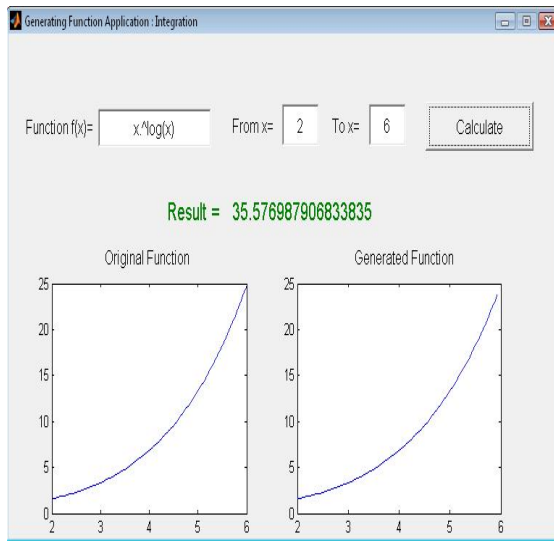 Generating Function Application : Integration
Function f(x)= x.^log(x) From x= 2 To x= 6 Calculate
Result = 35.576987906833835
Original Function Generated Function
25 25
20 20
15 15
10 10
5 5
0 0
2 3 4 5 6 2 3 4 5 6